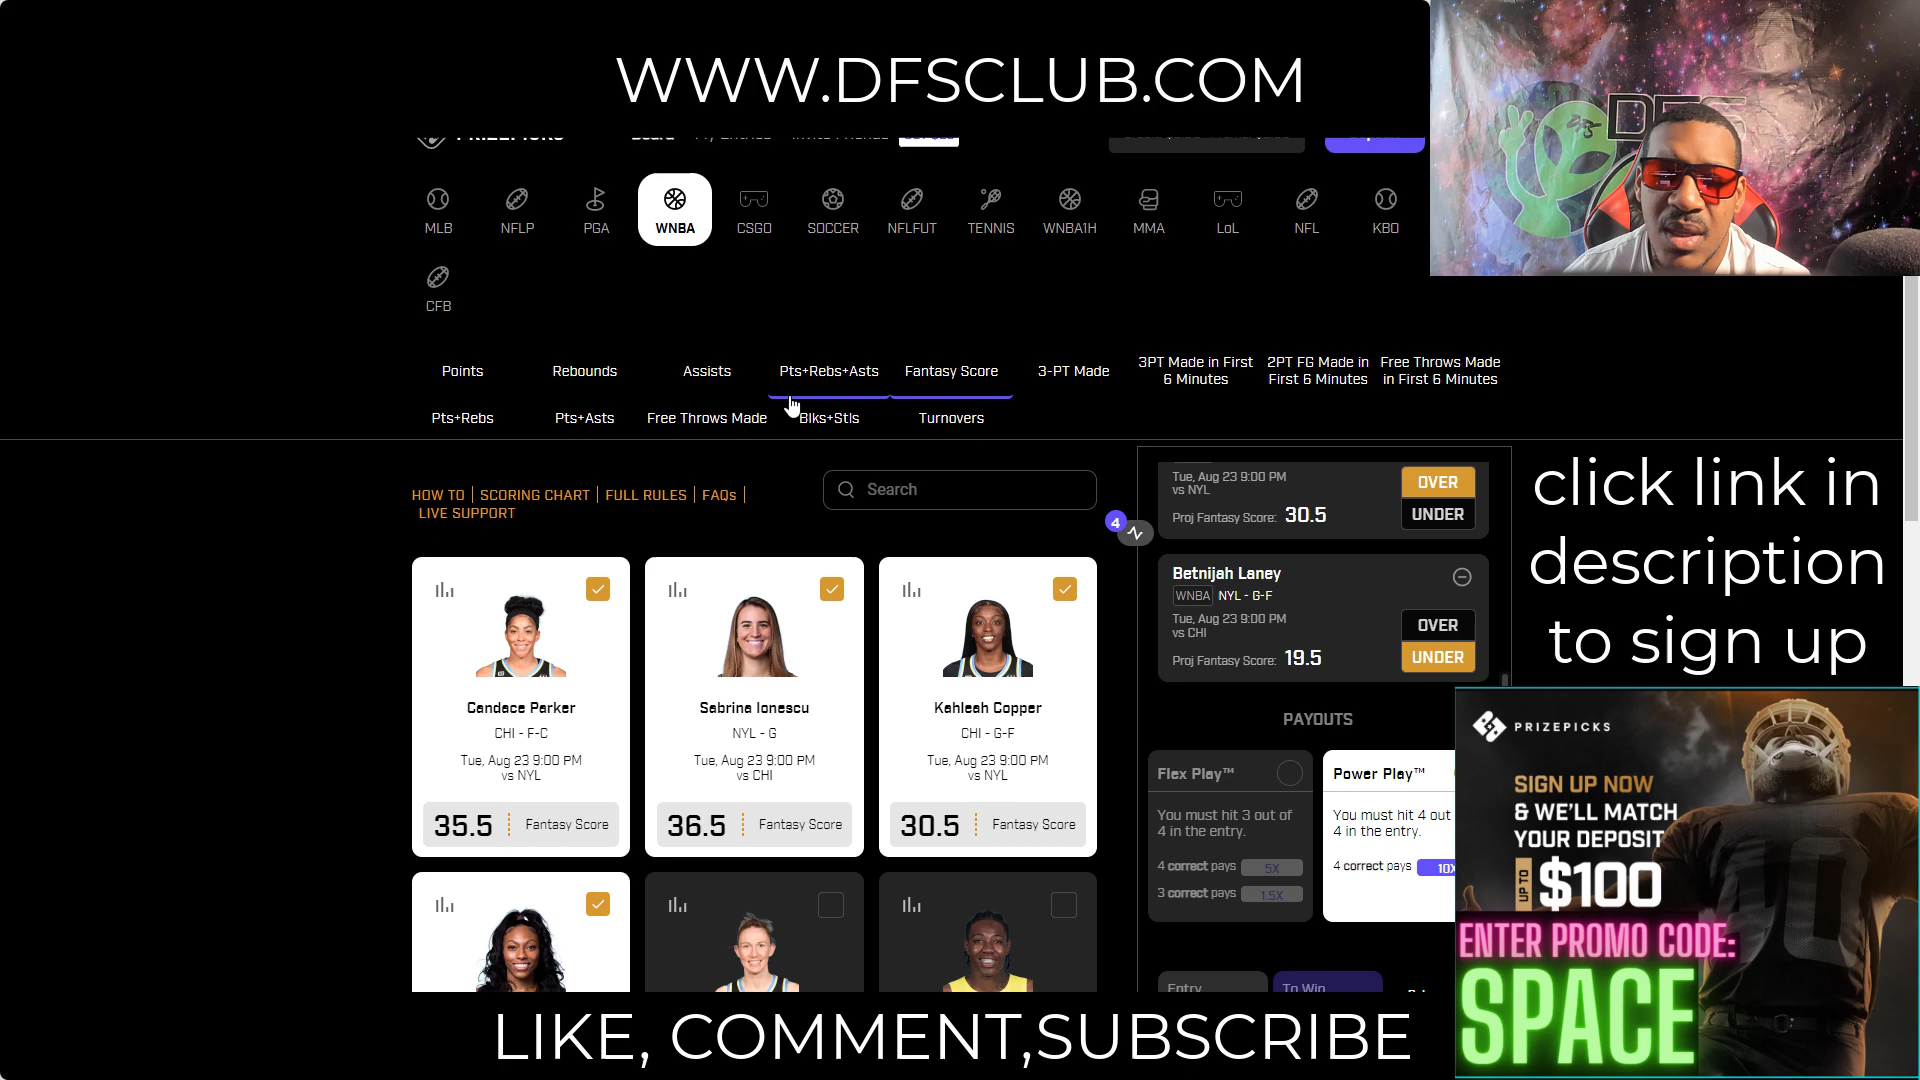 WWW.DFSCLUB.COM
MLB
NFLP
PGA
WNBA
CSGO
SOCCER
NFLFUT
TENNIS
WNBA1H
MMA
LoL
NFL
KBO
CFB
Points
Rebounds
Assists
Pts+Rebs+Asts
Fantasy Score
3-PT Made
3PT Made in First
6 Minutes
2PT FG Made in
First 6 Minutes
Free Throws Made
in First 6 Minutes
Pts+Rebs
Pts+Asts
Free Throws Made
Blks+Stls
Turnovers
HOW TO | SCORING CHART | FULL RULES | FAQs |
LIVE SUPPORT
Search
4
Candace Parker
CHI - F-C
Tue, Aug 23 9:00 PM
vs NYL
35.5
Fantasy Score
Sabrina Ionescu
NYL - G
Tue, Aug 23 9:00 PM
vs CHI
36.5
Fantasy Score
Kahleah Copper
CHI - G-F
Tue, Aug 23 9:00 PM
vs NYL
30.5
Fantasy Score
Tue, Aug 23 9:00 PM
vs NYL
Proj Fantasy Score: 30.5
OVER
UNDER
Betnijah Laney
WNBA NYL - G-F
Tue, Aug 23 9:00 PM
vs CHI
Proj Fantasy Score: 19.5
OVER
UNDER
PAYOUTS
Flex Play™
You must hit 3 out of
4 in the entry.
4 correct pays 5X
3 correct pays 1.5X
Power Play™
You must hit 4 out
4 in the entry.
4 correct pays 10X
Entry
To Win
click link in
description
to sign up
PRIZEPICKS
SIGN UP NOW
& WE'LL MATCH
YOUR DEPOSIT
UP TO $100
ENTER PROMO CODE:
SPACE
LIKE, COMMENT,SUBSCRIBE